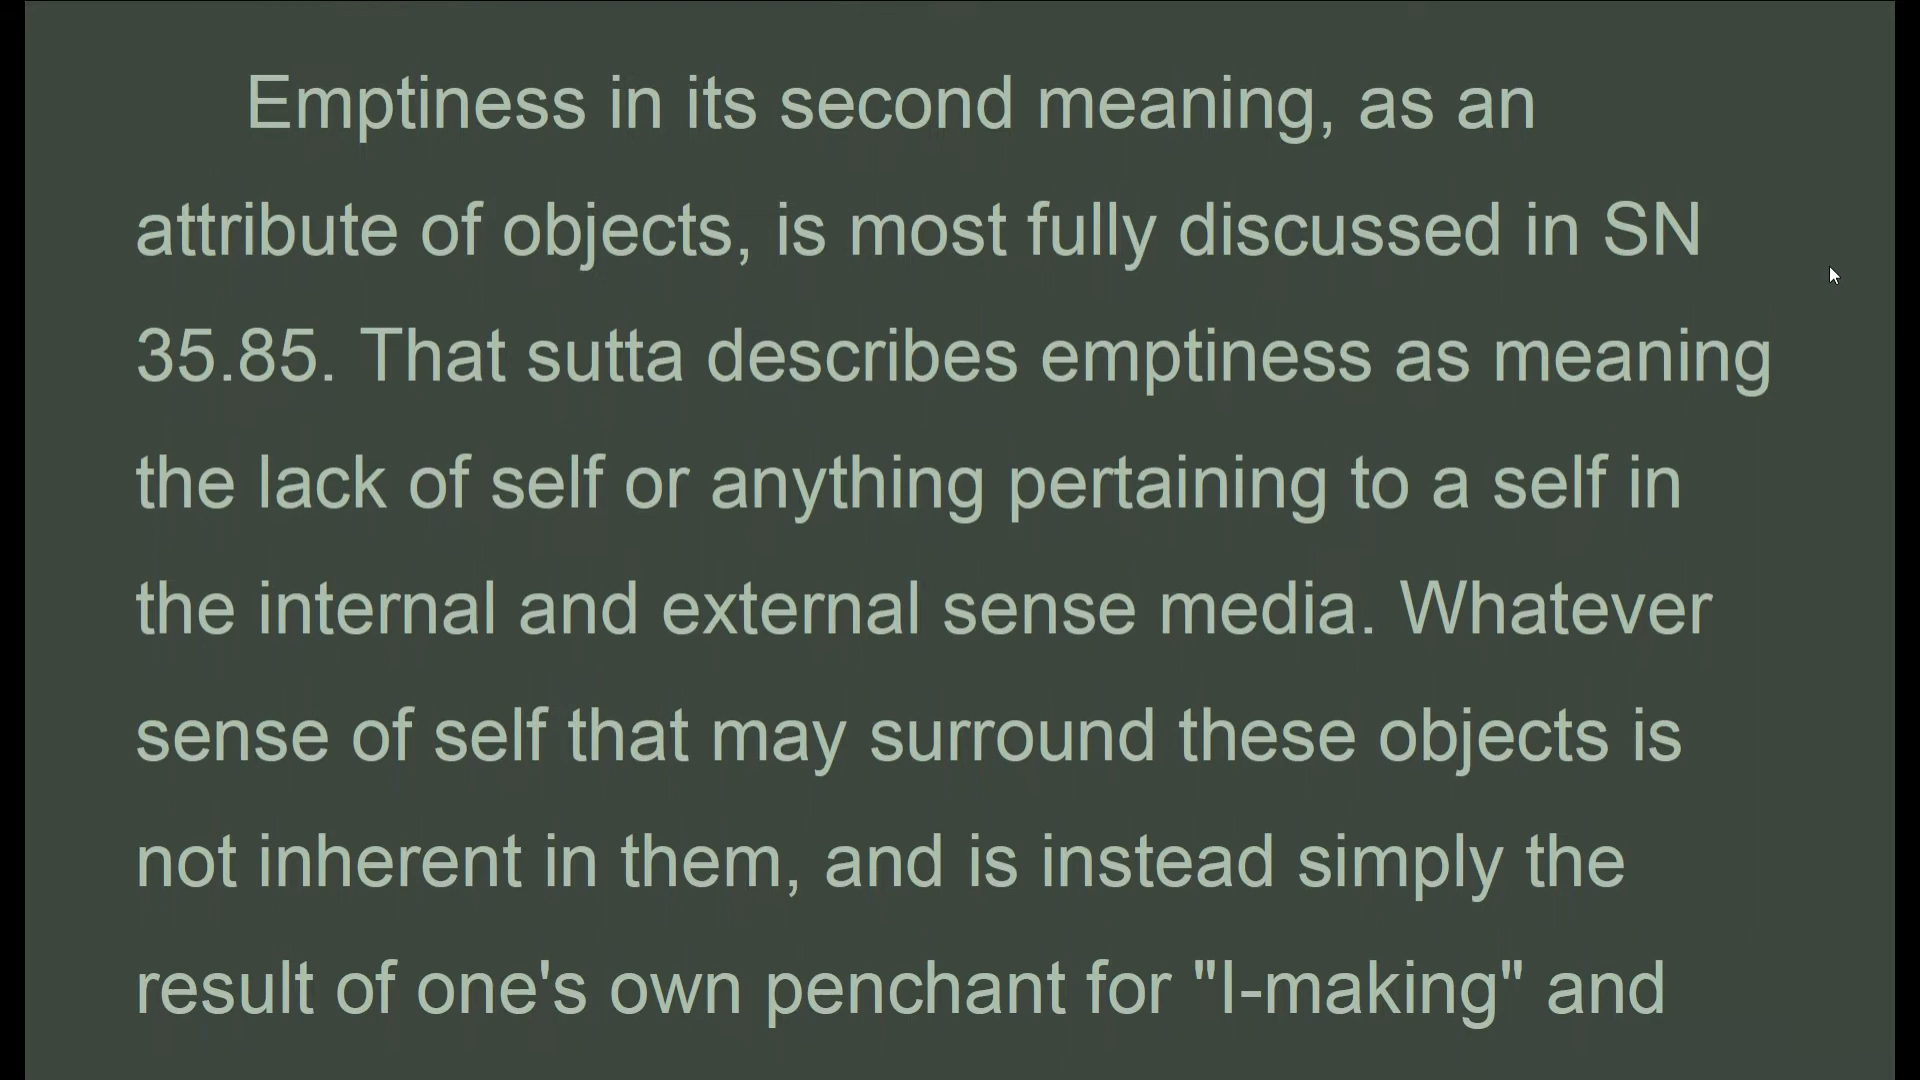 Emptiness in its second meaning, as an
attribute of objects, is most fully discussed in SN
35.85. That sutta describes emptiness as meaning
the lack of self or anything pertaining to a self in
the internal and external sense media. Whatever
sense of self that may surround these objects is
not inherent in them, and is instead simply the
result of one's own penchant for "I-making" and